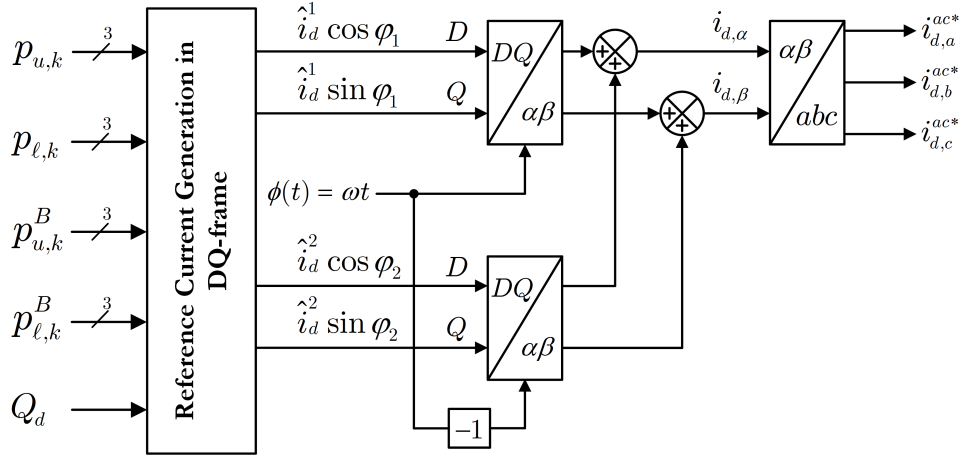 p_{u,k} 3
p_{ℓ,k} 3
p^B_{u,k} 3
p^B_{ℓ,k} 3
Q_d
Reference Current Generation in
DQ-frame
î^1_d cos φ_1 D
î^1_d sin φ_1 Q
DQ
αβ
ϕ(t) = ωt
î^2_d cos φ_2 D
î^2_d sin φ_2 Q
DQ
αβ
−1
+ +
+ +
i_{d,α}
i_{d,β}
αβ
abc
i^{ac*}_{d,a}
i^{ac*}_{d,b}
i^{ac*}_{d,c}